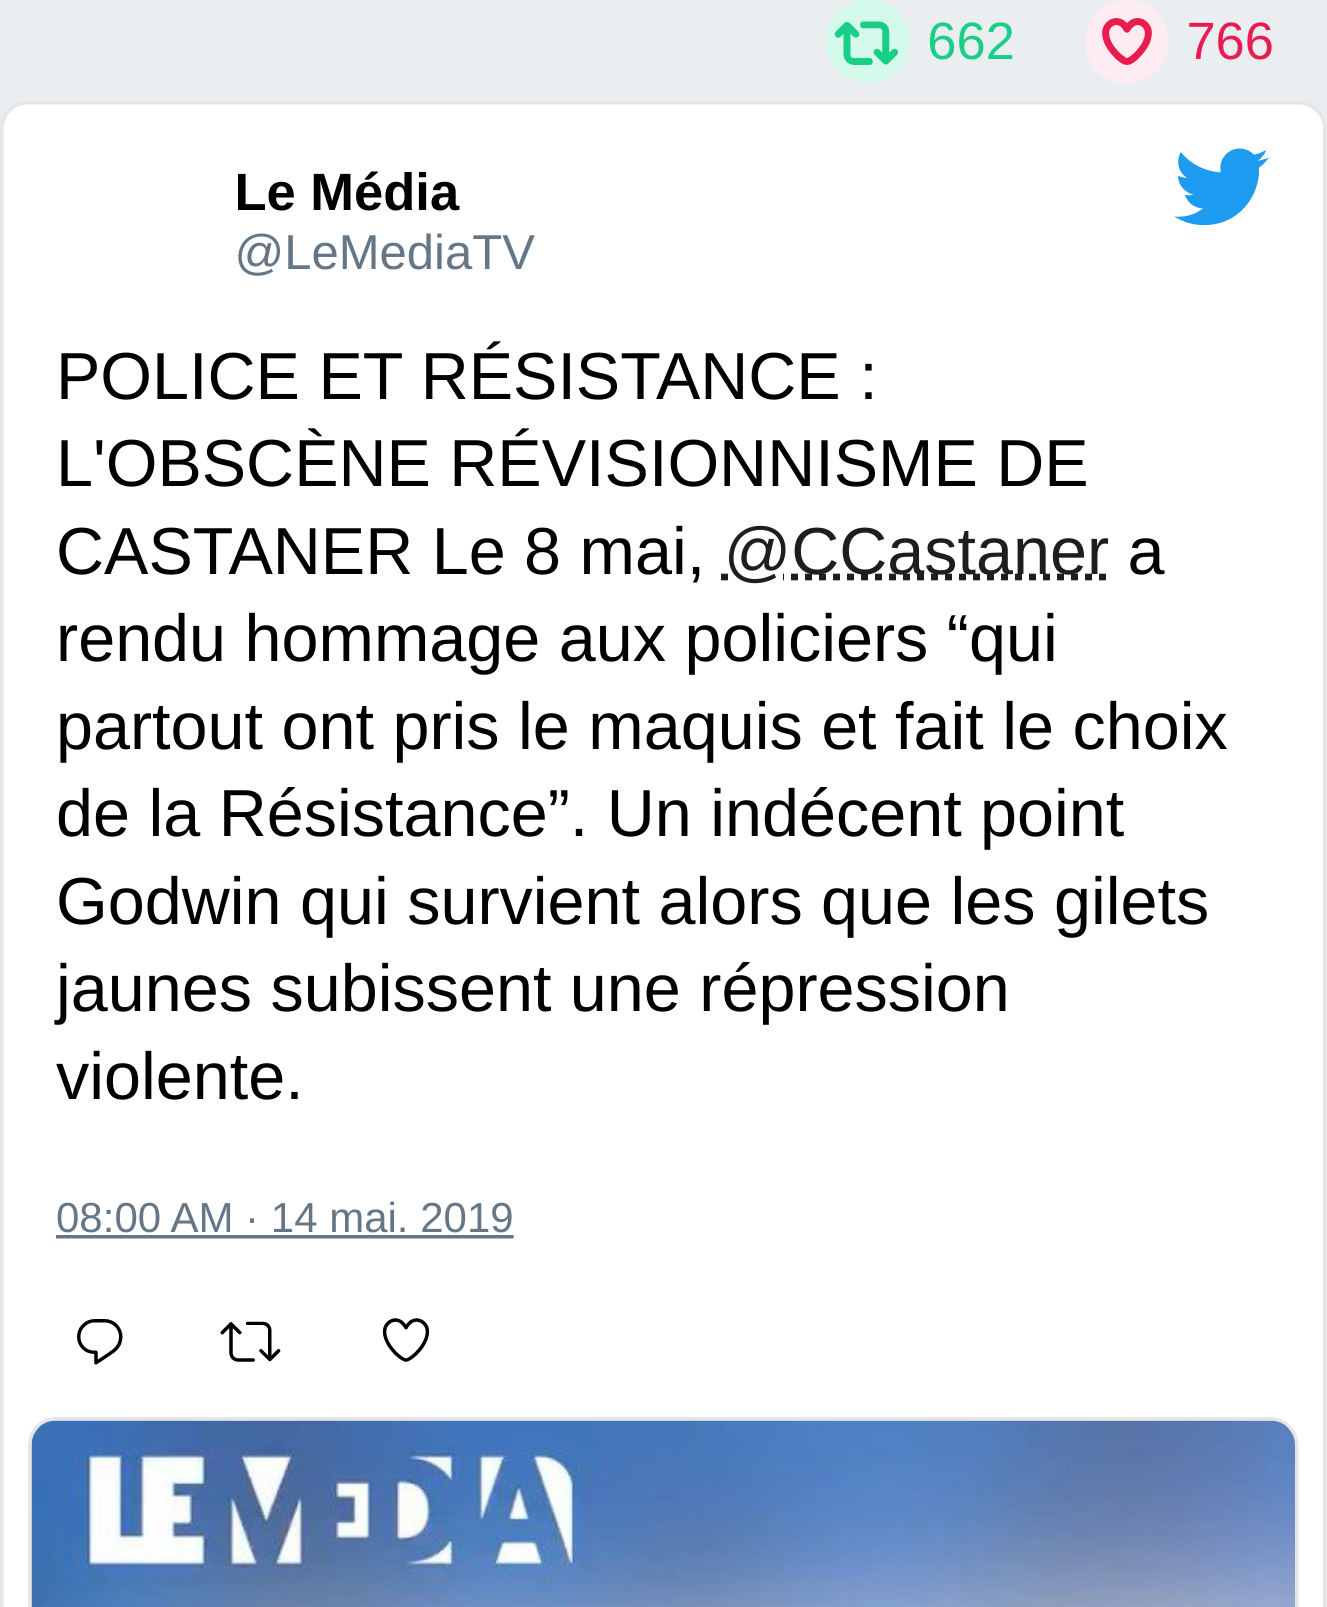 662 766
Le Média
@LeMediaTV
POLICE ET RÉSISTANCE :
L'OBSCÈNE RÉVISIONNISME DE
CASTANER Le 8 mai, @CCastaner a
rendu hommage aux policiers “qui
partout ont pris le maquis et fait le choix
de la Résistance”. Un indécent point
Godwin qui survient alors que les gilets
jaunes subissent une répression
violente.
08:00 AM · 14 mai. 2019
LE MEDIA